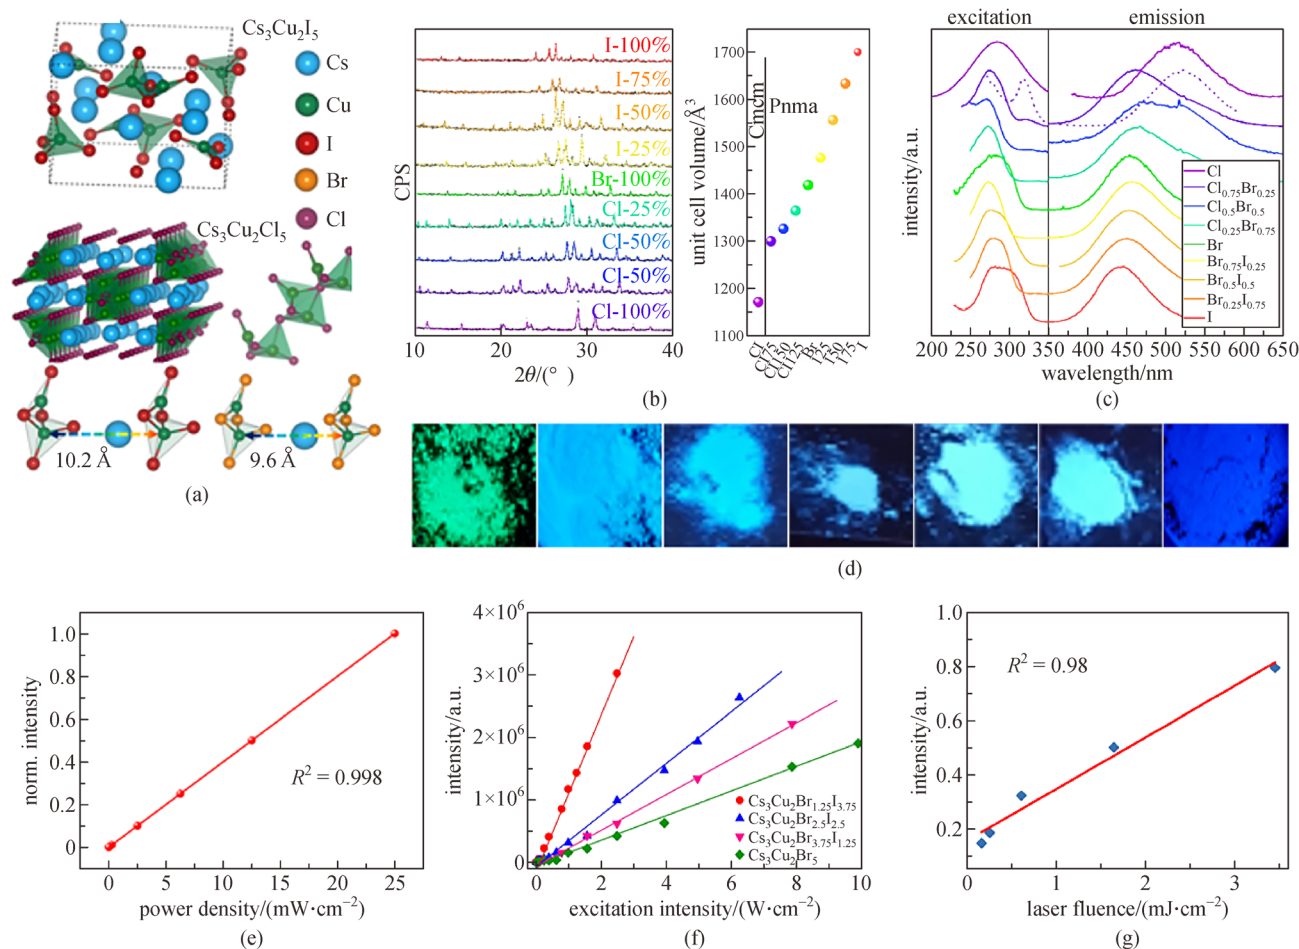 Cs3Cu2I5
Cs
Cu
I
Br
Cl
Cs3Cu2Cl5
10.2 Å
9.6 Å
(a)
I-100%
I-75%
I-50%
I-25%
Br-100%
Cl-25%
Cl-50%
Cl-50%
Cl-100%
CPS
10 20 30 40
2θ/(°)
1700
1600
1500
1400
1300
1200
1100
unit cell volume/Å³
Cmcm
Pnma
Cl
Br
I
(b)
excitation emission
intensity/a.u.
Cl
Cl0.75Br0.25
Cl0.5Br0.5
Cl0.25Br0.75
Br
Br0.75I0.25
Br0.5I0.5
Br0.25I0.75
I
200 250 300 350 400 450 500 550 600 650
wavelength/nm
(c)
(d)
1.0
0.8
0.6
0.4
0.2
0
norm. intensity
R² = 0.998
0 5 10 15 20 25
power density/(mW·cm⁻²)
(e)
4×10⁶
3×10⁶
2×10⁶
1×10⁶
0
intensity/a.u.
Cs3Cu2Br1.25I3.75
Cs3Cu2Br2.5I2.5
Cs3Cu2Br3.75I1.25
Cs3Cu2Br5
0 2 4 6 8 10
excitation intensity/(W·cm⁻²)
(f)
1.0
0.8
0.6
0.4
0.2
intensity/a.u.
R² = 0.98
0 1 2 3
laser fluence/(mJ·cm⁻²)
(g)